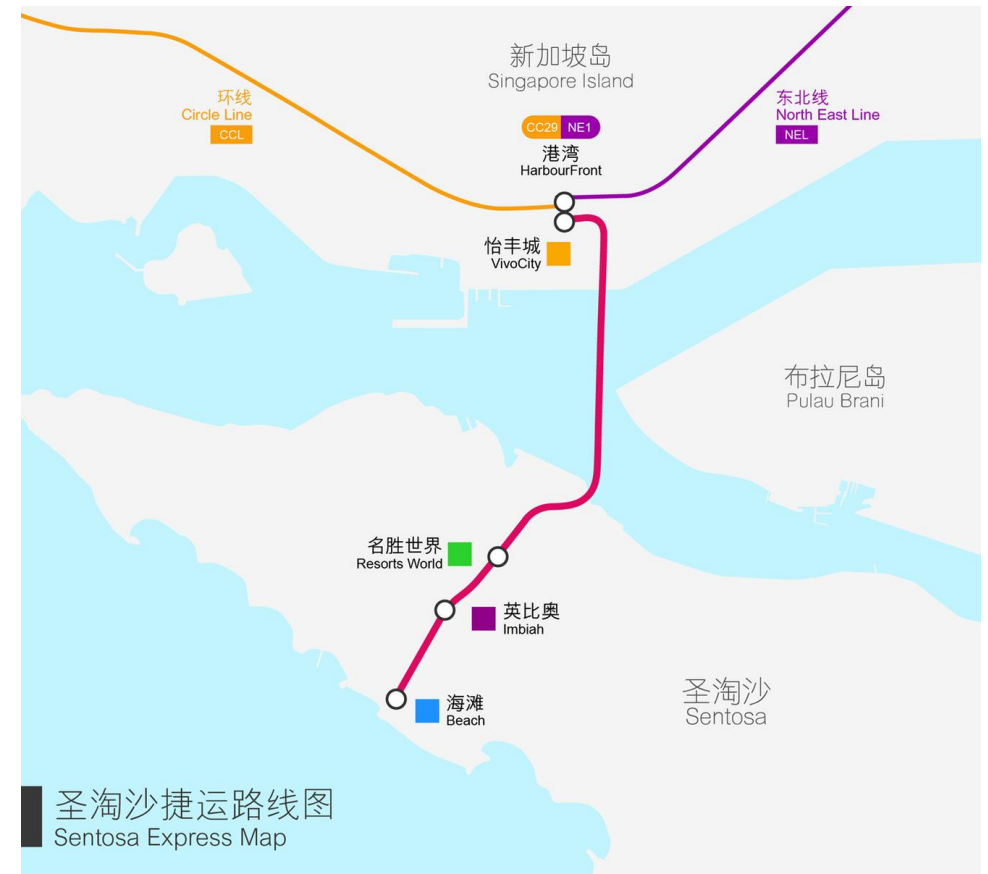 新加坡岛
Singapore Island
环线
Circle Line
CCL
东北线
North East Line
NEL
CC29 NE1
港湾
HarbourFront
怡丰城
VivoCity
布拉尼岛
Pulau Brani
名胜世界
Resorts World
英比奥
Imbiah
海滩
Beach
圣淘沙
Sentosa
圣淘沙捷运路线图
Sentosa Express Map